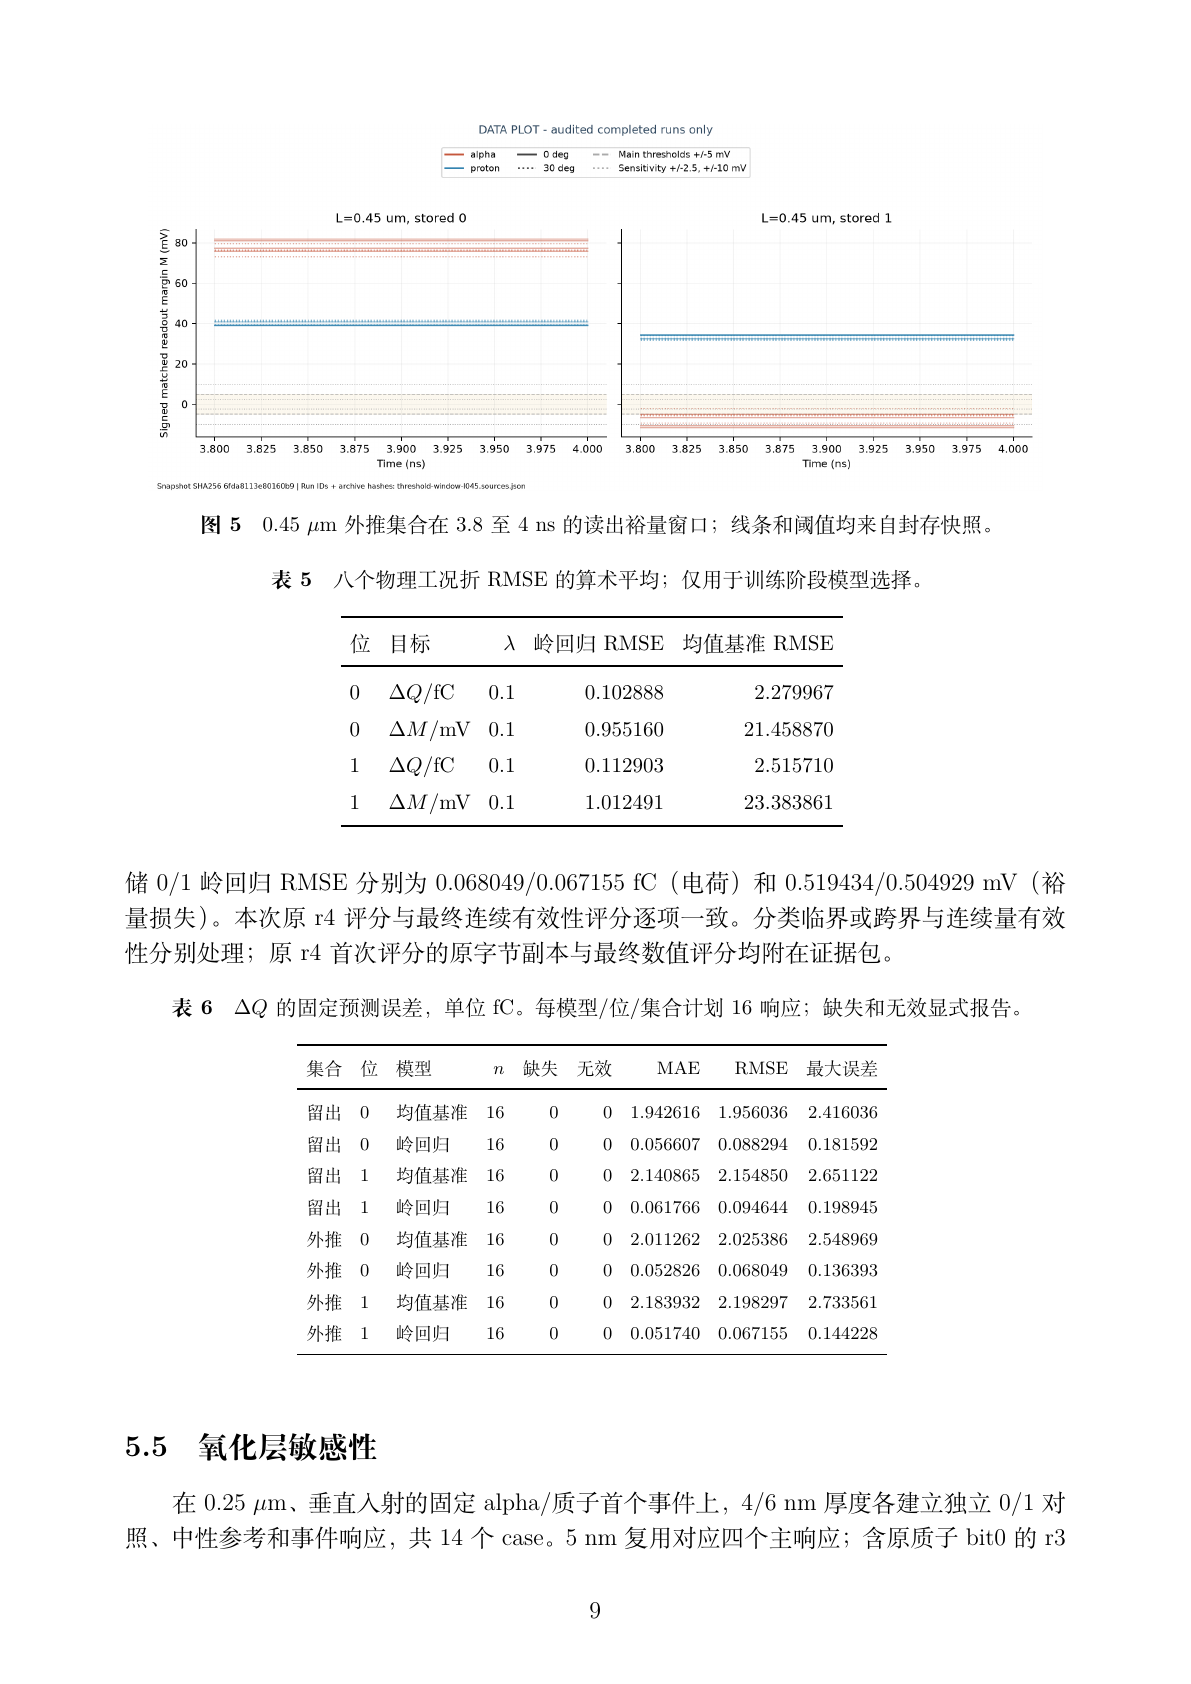 DATA PLOT - audited completed runs only
alpha 0 deg Main thresholds +/-5 mV
proton 30 deg Sensitivity +/-2.5, +/-10 mV
L=0.45 um, stored 0
Signed matched readout margin M (mV)
80
60
40
20
0
3.800 3.825 3.850 3.875 3.900 3.925 3.950 3.975 4.000
Time (ns)
L=0.45 um, stored 1
3.800 3.825 3.850 3.875 3.900 3.925 3.950 3.975 4.000
Time (ns)
Snapshot SHA256 6fda8113e80160b9 | Run IDs + archive hashes: threshold-window-l045.sources.json
图 5 0.45 μm 外推集合在 3.8 至 4 ns 的读出裕量窗口；线条和阈值均来自封存快照。
表 5 八个物理工况折 RMSE 的算术平均；仅用于训练阶段模型选择。
位 目标 λ 岭回归 RMSE 均值基准 RMSE
0 ΔQ/fC 0.1 0.102888 2.279967
0 ΔM/mV 0.1 0.955160 21.458870
1 ΔQ/fC 0.1 0.112903 2.515710
1 ΔM/mV 0.1 1.012491 23.383861
储 0/1 岭回归 RMSE 分别为 0.068049/0.067155 fC（电荷）和 0.519434/0.504929 mV（裕
量损失）。本次原 r4 评分与最终连续有效性评分逐项一致。分类临界或跨界与连续量有效
性分别处理；原 r4 首次评分的原字节副本与最终数值评分均附在证据包。
表 6 ΔQ 的固定预测误差，单位 fC。每模型/位/集合计划 16 响应；缺失和无效显式报告。
集合 位 模型 n 缺失 无效 MAE RMSE 最大误差
留出 0 均值基准 16 0 0 1.942616 1.956036 2.416036
留出 0 岭回归 16 0 0 0.056607 0.088294 0.181592
留出 1 均值基准 16 0 0 2.140865 2.154850 2.651122
留出 1 岭回归 16 0 0 0.061766 0.094644 0.198945
外推 0 均值基准 16 0 0 2.011262 2.025386 2.548969
外推 0 岭回归 16 0 0 0.052826 0.068049 0.136393
外推 1 均值基准 16 0 0 2.183932 2.198297 2.733561
外推 1 岭回归 16 0 0 0.051740 0.067155 0.144228
5.5 氧化层敏感性
在 0.25 μm、垂直入射的固定 alpha/质子首个事件上，4/6 nm 厚度各建立独立 0/1 对
照、中性参考和事件响应，共 14 个 case。5 nm 复用对应四个主响应；含原质子 bit0 的 r3
9